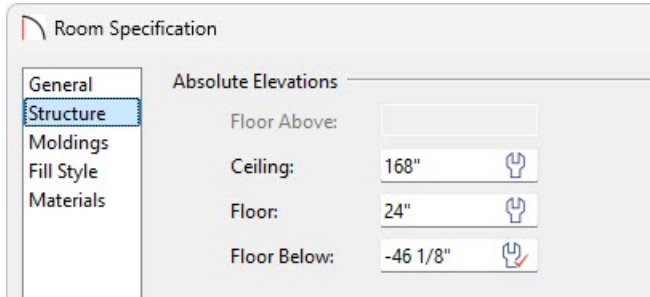 Room Specification
General
Structure
Moldings
Fill Style
Materials
Absolute Elevations
Floor Above:
Ceiling: 168"
Floor: 24"
Floor Below: -46 1/8"